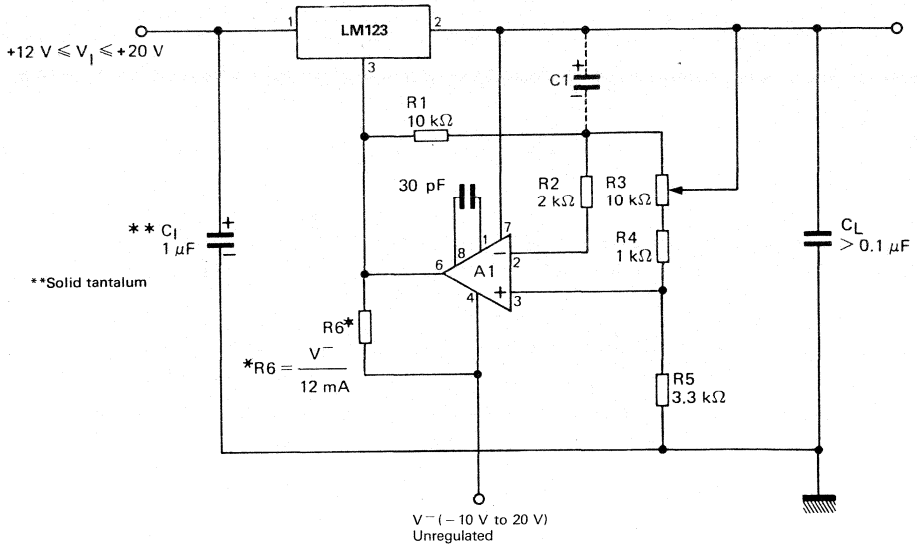 1
LM123
2
3
+12 V ≤ V_I ≤ +20 V
C1
+
−
R1
10 kΩ
30 pF
R2
2 kΩ
R3
10 kΩ
R4
1 kΩ
7
1
8
6
A1
−
2
+
3
4
** C_I
1 μF
+
−
C_L
> 0.1 μF
**Solid tantalum
R6*
*R6 = V⁻
12 mA
R5
3.3 kΩ
V⁻ (− 10 V to 20 V)
Unregulated